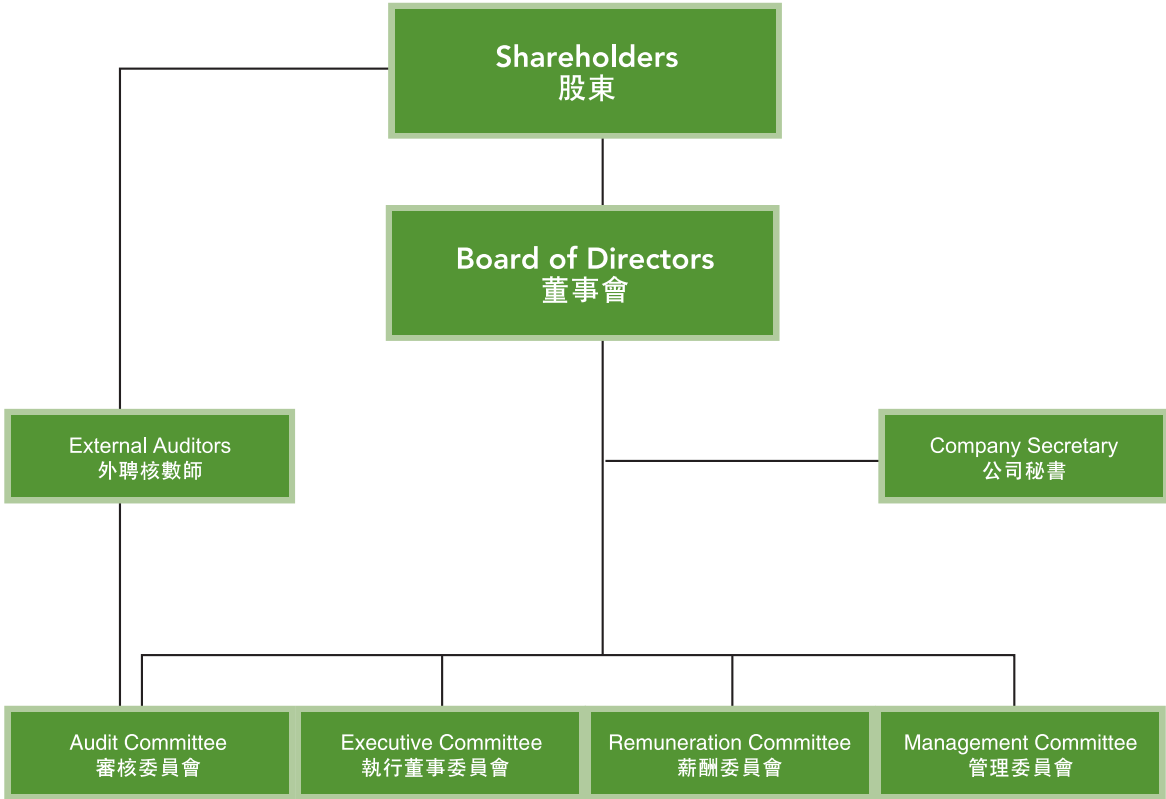 Shareholders
股東
Board of Directors
董事會
External Auditors
外聘核數師
Company Secretary
公司秘書
Audit Committee
審核委員會
Executive Committee
執行董事委員會
Remuneration Committee
薪酬委員會
Management Committee
管理委員會